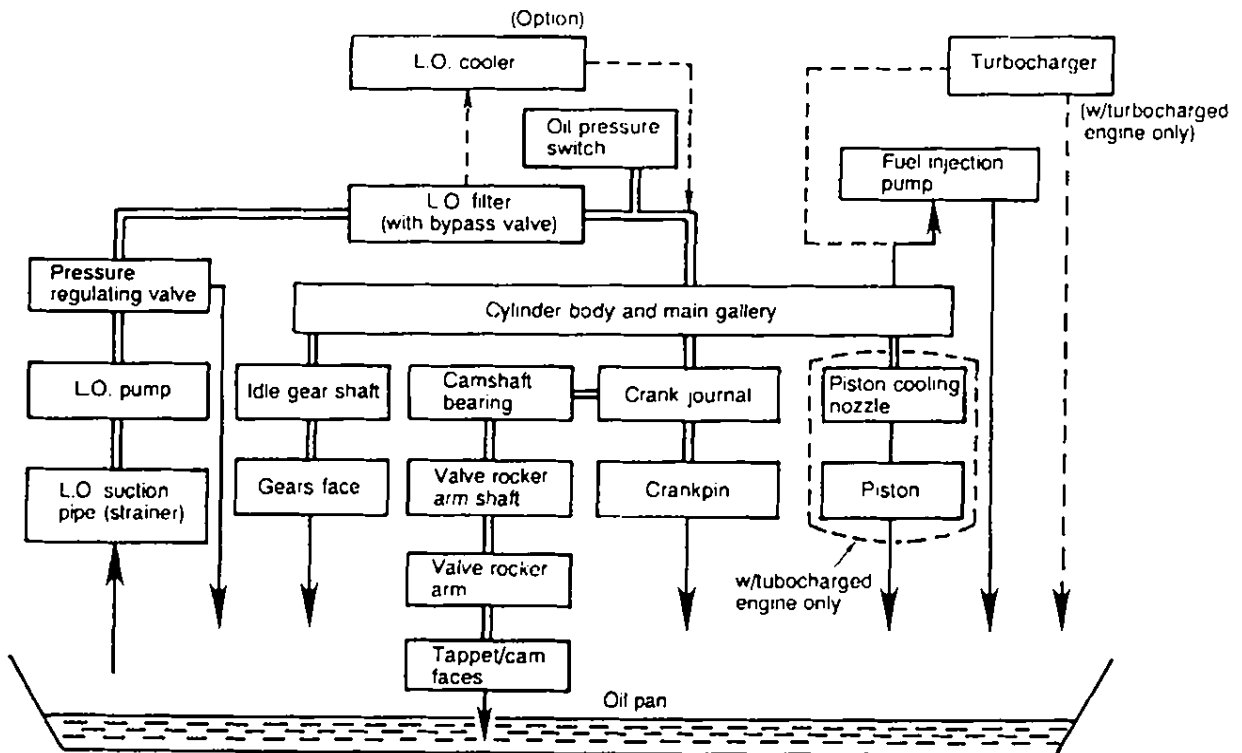 (Option)
L.O. cooler
Turbocharger
(w/turbocharged
engine only)
Oil pressure
switch
Fuel injection
pump
L.O filter
(with bypass valve)
Pressure
regulating valve
Cylinder body and main gallery
L.O. pump
Idle gear shaft
Camshaft
bearing
Crank journal
Piston cooling
nozzle
L.O suction
pipe (strainer)
Gears face
Valve rocker
arm shaft
Crankpin
Piston
Valve rocker
arm
w/tubocharged
engine only
Tappet/cam
faces
Oil pan